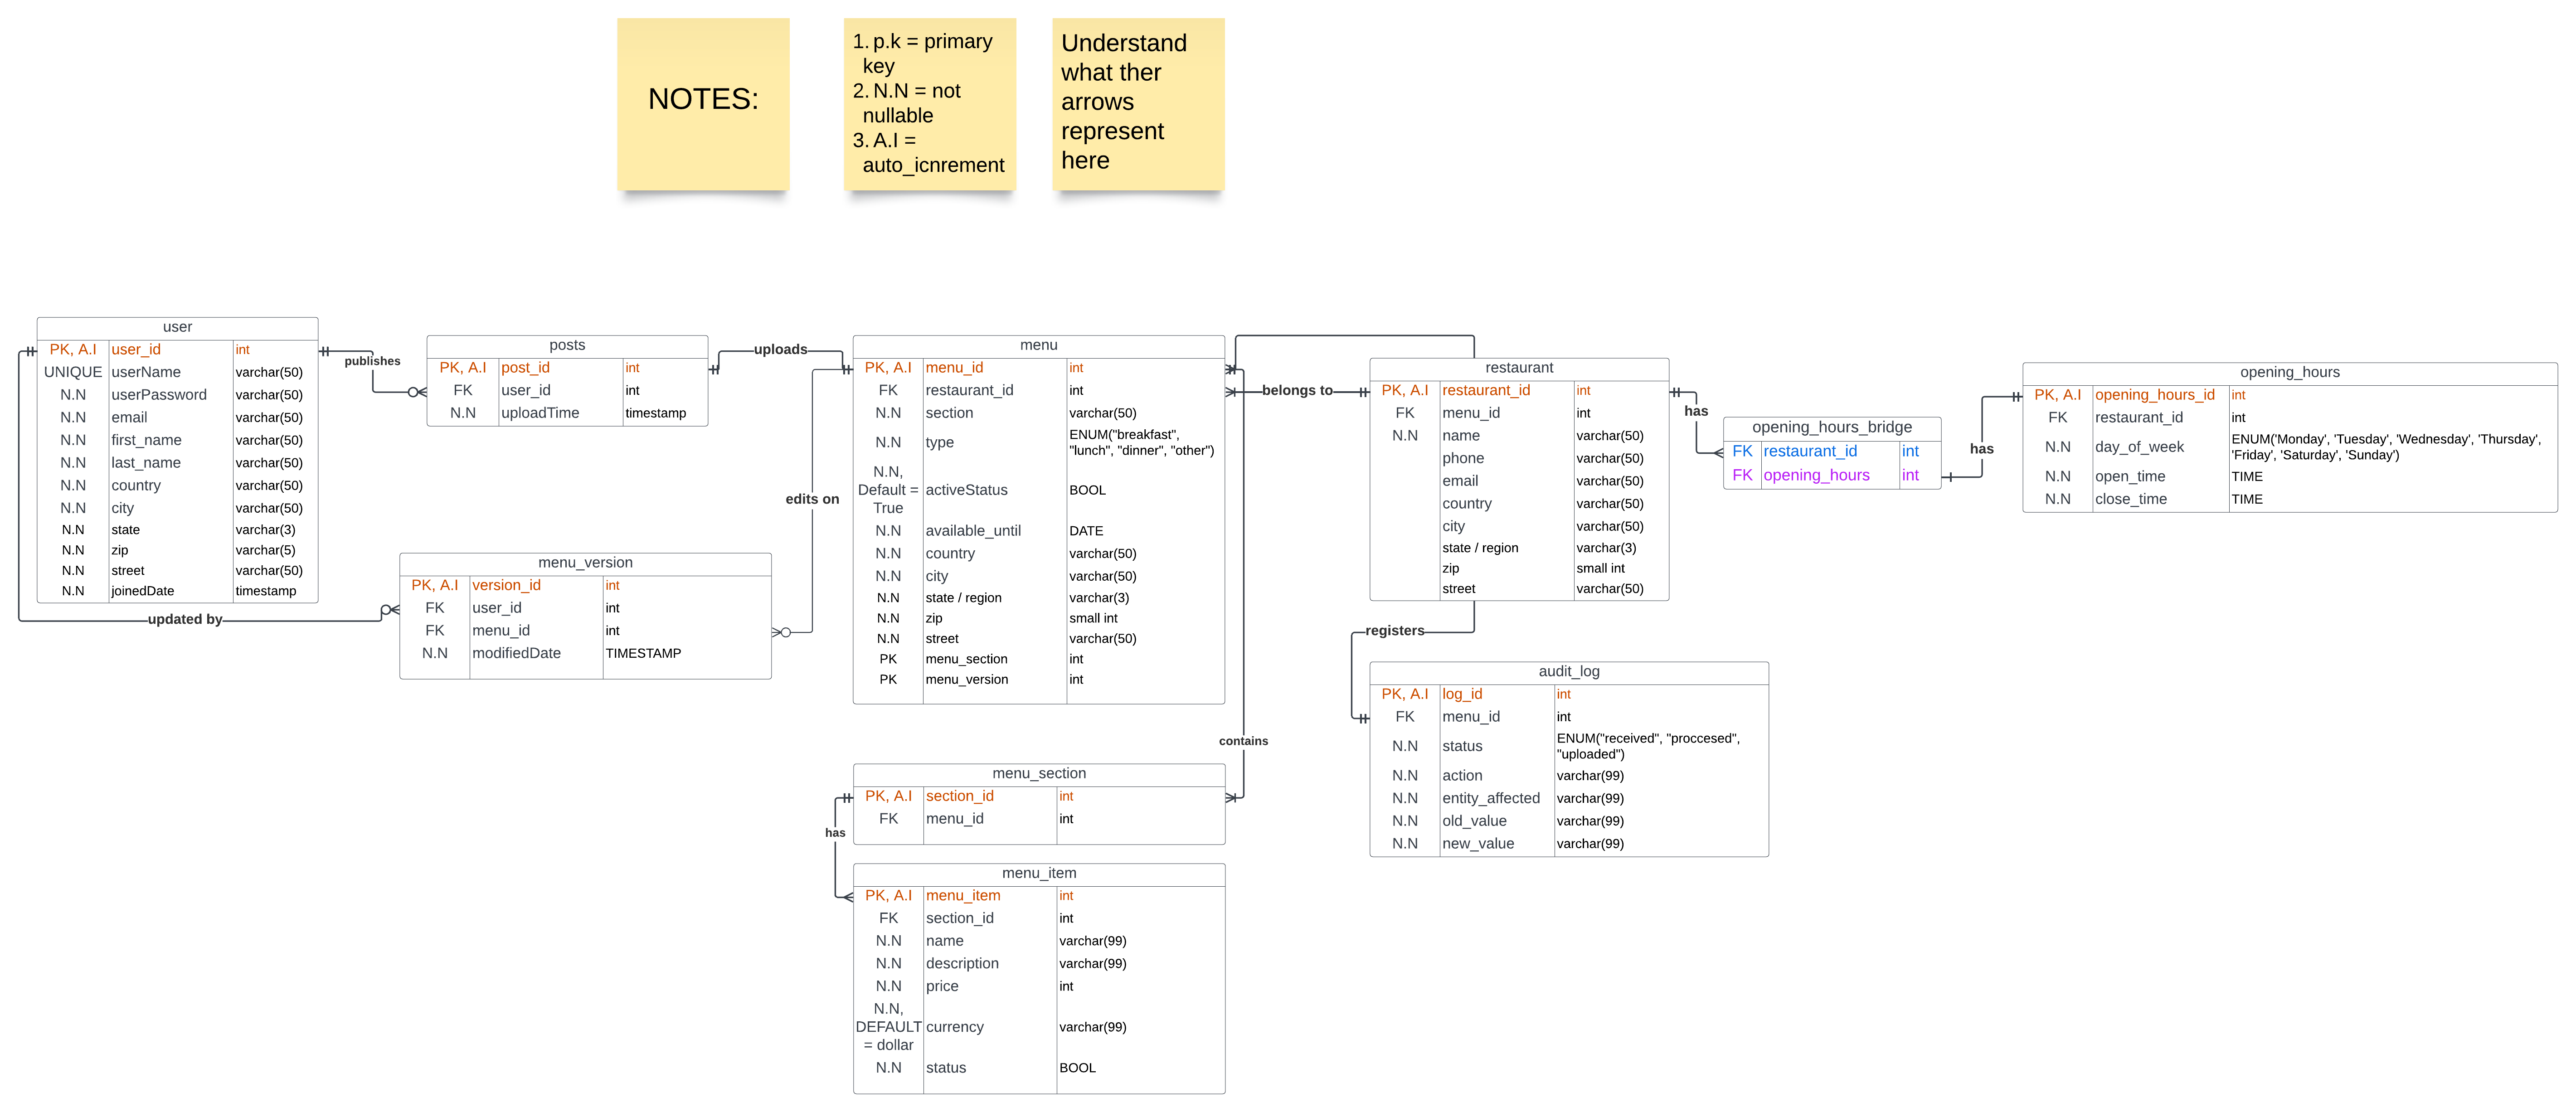 NOTES:
1. p.k = primary
key
2. N.N = not
nullable
3. A.I =
auto_icnrement
Understand
what ther
arrows
represent
here
user
PK, A.I user_id int
UNIQUE userName varchar(50)
N.N userPassword varchar(50)
N.N email varchar(50)
N.N first_name varchar(50)
N.N last_name varchar(50)
N.N country varchar(50)
N.N city varchar(50)
N.N state varchar(3)
N.N zip varchar(5)
N.N street varchar(50)
N.N joinedDate timestamp
publishes
updated by
posts
PK, A.I post_id int
FK user_id int
N.N uploadTime timestamp
uploads
edits on
menu_version
PK, A.I version_id int
FK user_id int
FK menu_id int
N.N modifiedDate TIMESTAMP
menu
PK, A.I menu_id int
FK restaurant_id int
N.N section varchar(50)
N.N type ENUM("breakfast",
"lunch", "dinner", "other")
N.N,
Default =
True
activeStatus BOOL
N.N available_until DATE
N.N country varchar(50)
N.N city varchar(50)
N.N state / region varchar(3)
N.N zip small int
N.N street varchar(50)
PK menu_section int
PK menu_version int
belongs to
contains
menu_section
PK, A.I section_id int
FK menu_id int
has
menu_item
PK, A.I menu_item int
FK section_id int
N.N name varchar(99)
N.N description varchar(99)
N.N price int
N.N,
DEFAULT
= dollar
currency varchar(99)
N.N status BOOL
restaurant
PK, A.I restaurant_id int
FK menu_id int
N.N name varchar(50)
phone varchar(50)
email varchar(50)
country varchar(50)
city varchar(50)
state / region varchar(3)
zip small int
street varchar(50)
registers
audit_log
PK, A.I log_id int
FK menu_id int
N.N status ENUM("received", "proccesed",
"uploaded")
N.N action varchar(99)
N.N entity_affected varchar(99)
N.N old_value varchar(99)
N.N new_value varchar(99)
has
opening_hours_bridge
FK restaurant_id int
FK opening_hours int
has
opening_hours
PK, A.I opening_hours_id int
FK restaurant_id int
N.N day_of_week ENUM('Monday', 'Tuesday', 'Wednesday', 'Thursday',
'Friday', 'Saturday', 'Sunday')
N.N open_time TIME
N.N close_time TIME